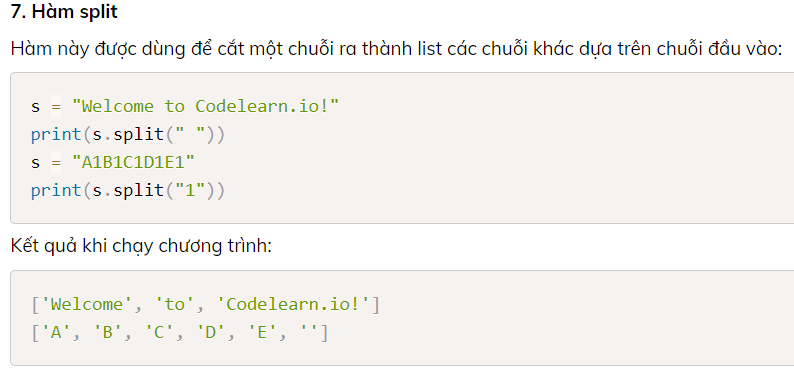 7. Hàm split
Hàm này được dùng để cắt một chuỗi ra thành list các chuỗi khác dựa trên chuỗi đầu vào:
s = "Welcome to Codelearn.io!"
print(s.split(" "))
s = "A1B1C1D1E1"
print(s.split("1"))
Kết quả khi chạy chương trình:
['Welcome', 'to', 'Codelearn.io!']
['A', 'B', 'C', 'D', 'E', '']